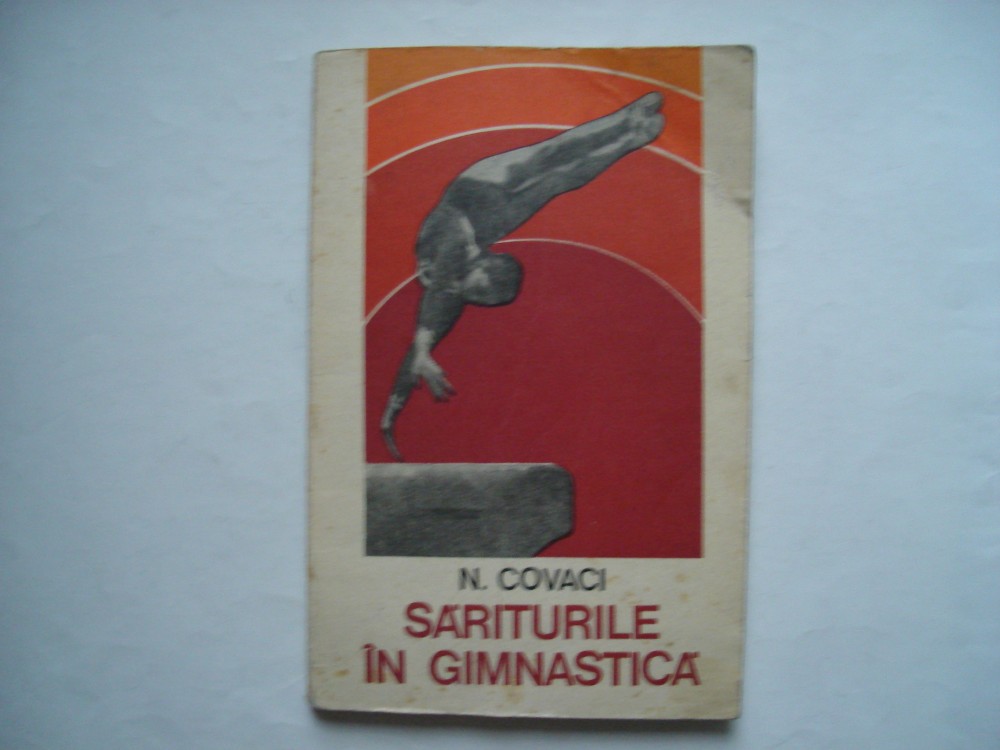 N. COVACI
SĂRITURILE
ÎN GIMNASTICĂ